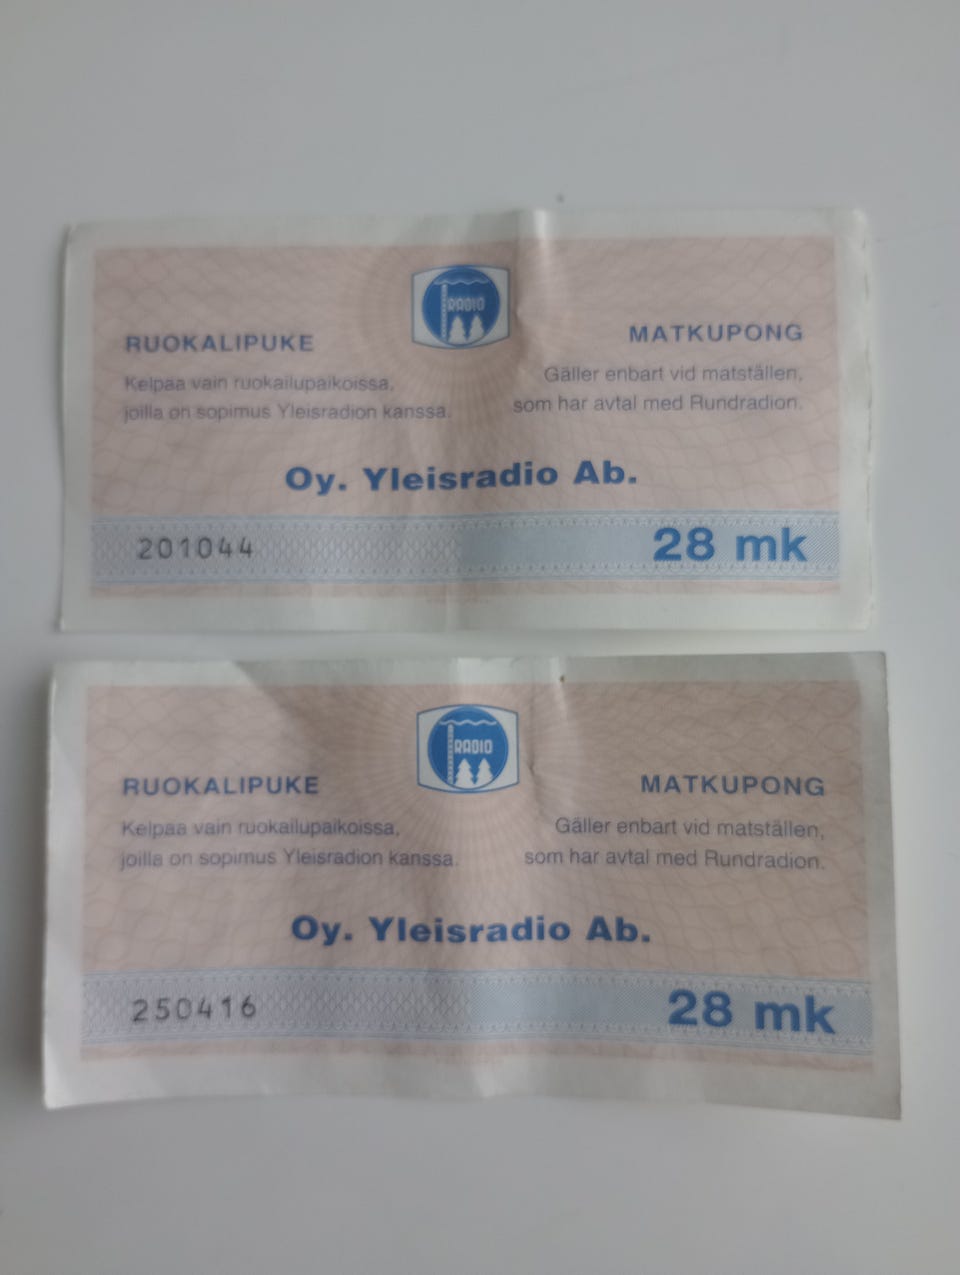 RADIO
RUOKALIPUKE
Kelpaa vain ruokailupaikoissa,
joilla on sopimus Yleisradion kanssa.
MATKUPONG
Gäller enbart vid matställen,
som har avtal med Rundradion.
Oy. Yleisradio Ab.
201044
28 mk
RADIO
RUOKALIPUKE
Kelpaa vain ruokailupaikoissa,
joilla on sopimus Yleisradion kanssa.
MATKUPONG
Gäller enbart vid matställen,
som har avtal med Rundradion.
Oy. Yleisradio Ab.
250416
28 mk